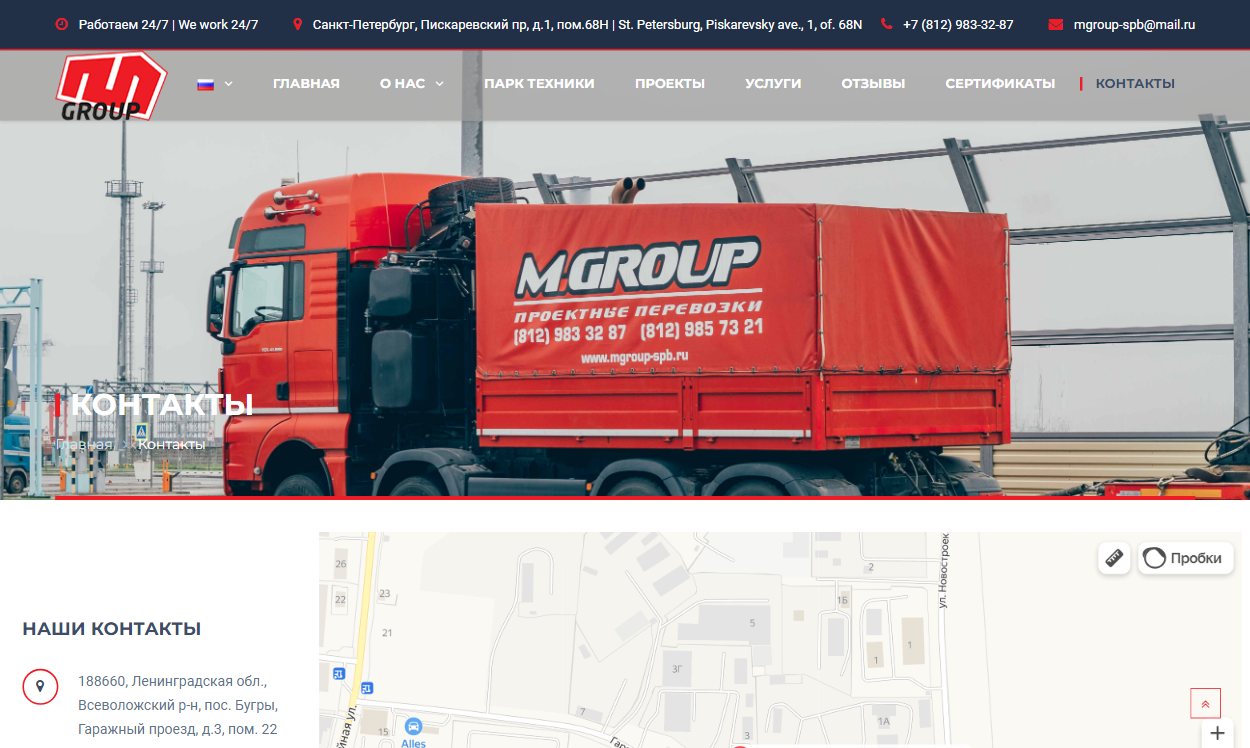 Работаем 24/7 | We work 24/7
Санкт-Петербург, Пискаревский пр, д.1, пом.68Н | St. Petersburg, Piskarevsky ave., 1, of. 68N
+7 (812) 983-32-87
mgroup-spb@mail.ru
GROUP
ГЛАВНАЯ
О НАС
ПАРК ТЕХНИКИ
ПРОЕКТЫ
УСЛУГИ
ОТЗЫВЫ
СЕРТИФИКАТЫ
КОНТАКТЫ
M.GROUP
ПРОЕКТНЫЕ ПЕРЕВОЗКИ
(812) 983 32 87 (812) 985 73 21
www.mgroup-spb.ru
КОНТАКТЫ
Главная
Контакты
Пробки
26
2
ул. Новостроек
23
22
1Б
5
21
1
1
3Г
НАШИ КОНТАКТЫ
188660, Ленинградская обл.,
Всеволожский р-н, пос. Бугры,
Гаражный проезд, д.3, пом. 22
7
1А
15
3
Alles